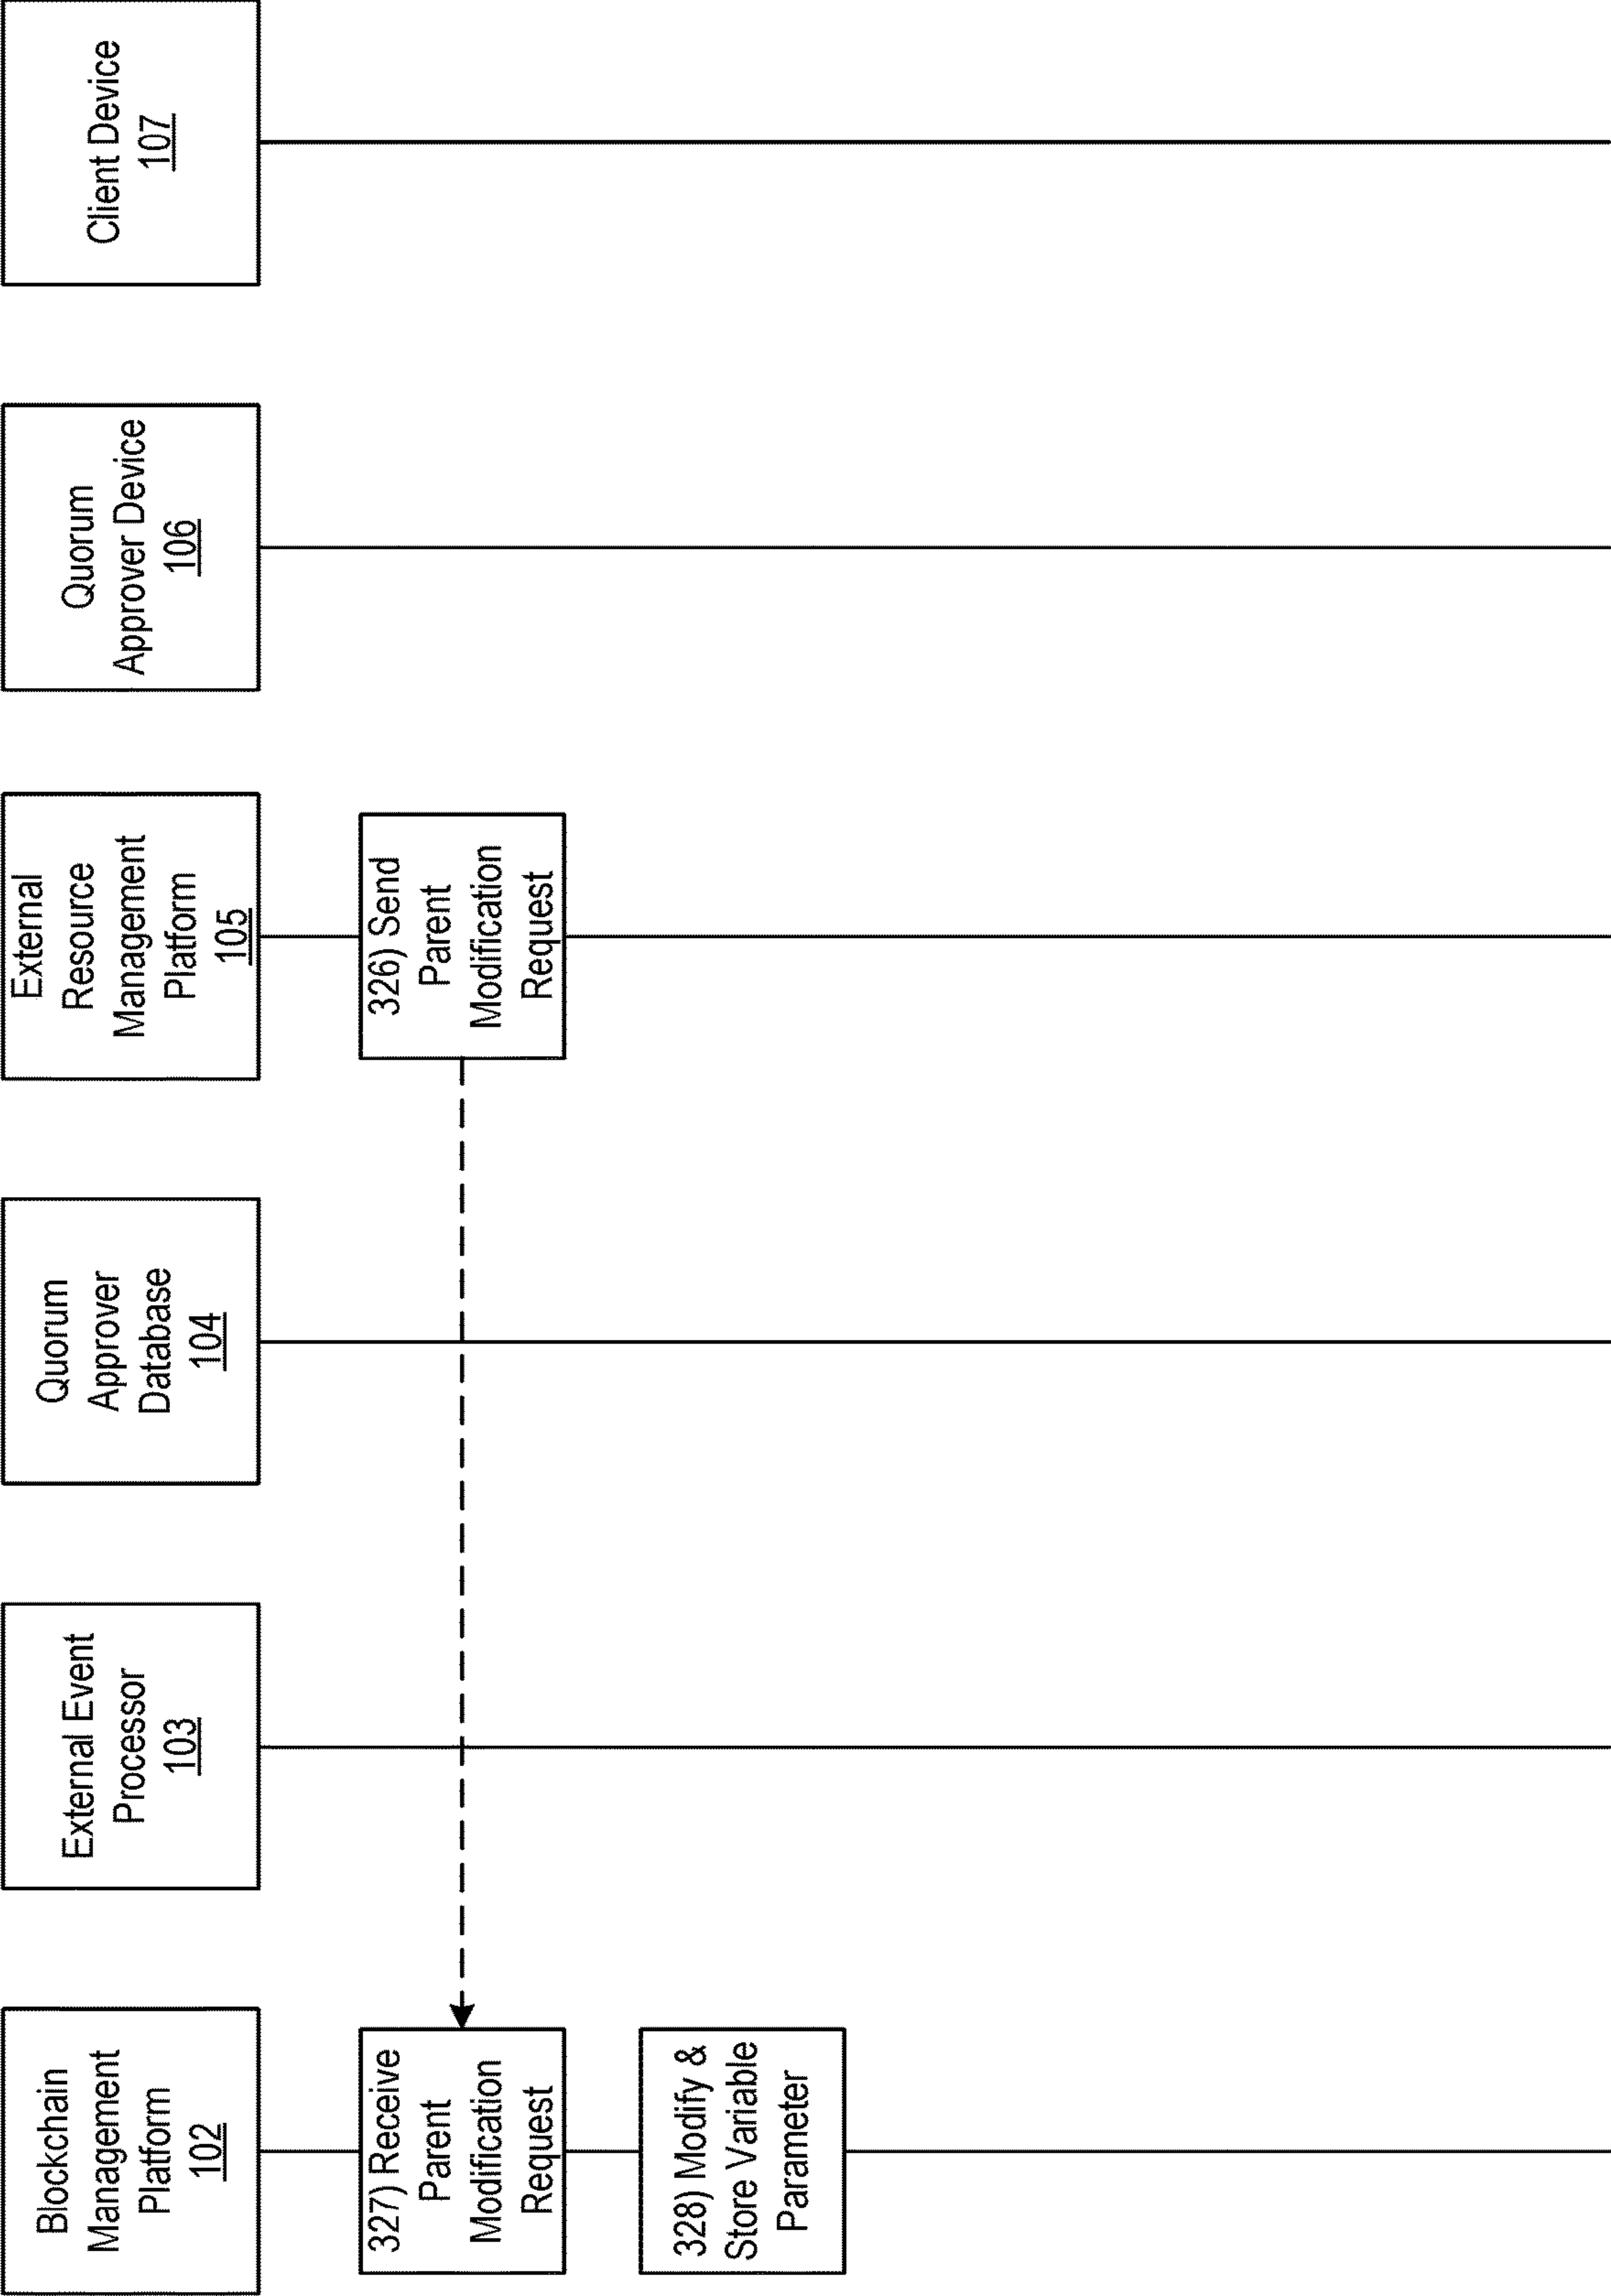 Blockchain
Management
Platform
102
External Event
Processor
103
Quorum
Approver
Database
104
External
Resource
Management
Platform
105
Quorum
Approver Device
106
Client Device
107
326) Send
Parent
Modification
Request
327) Receive
Parent
Modification
Request
328) Modify &
Store Variable
Parameter